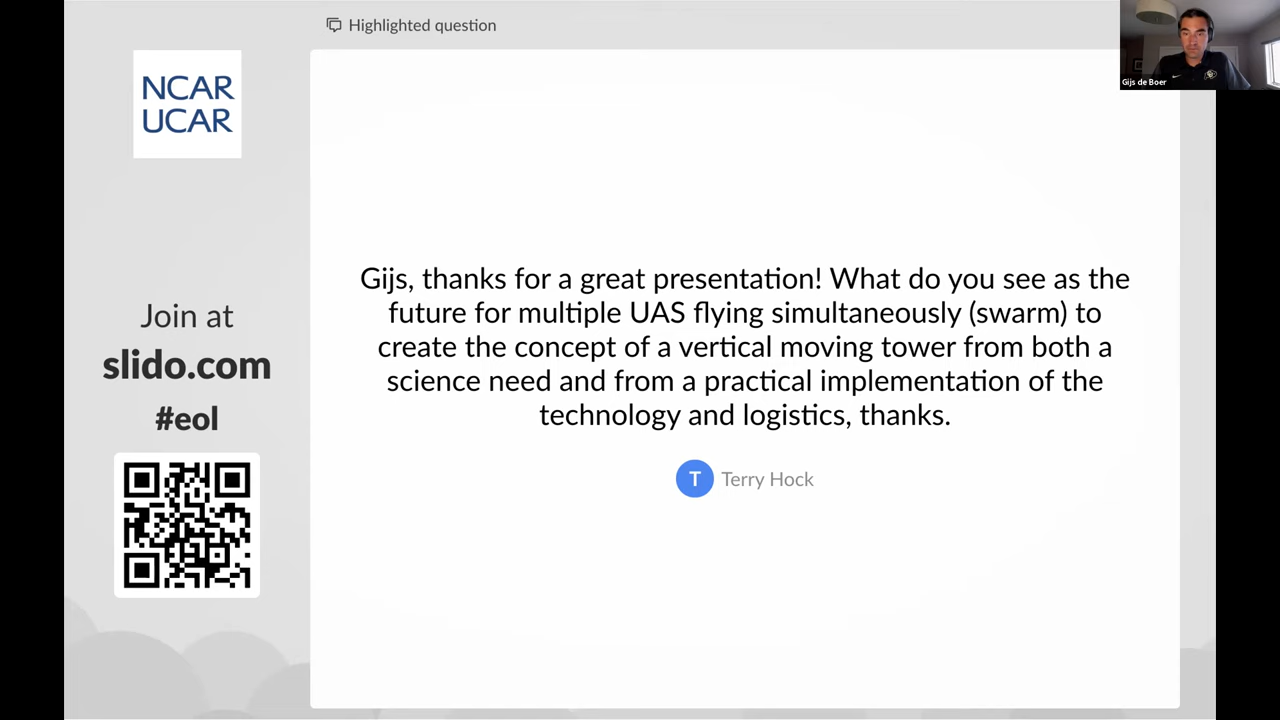 Highlighted question
NCAR
UCAR
Gijs de Boer
Join at
slido.com
#eol
Gijs, thanks for a great presentation! What do you see as the
future for multiple UAS flying simultaneously (swarm) to
create the concept of a vertical moving tower from both a
science need and from a practical implementation of the
technology and logistics, thanks.
T
Terry Hock